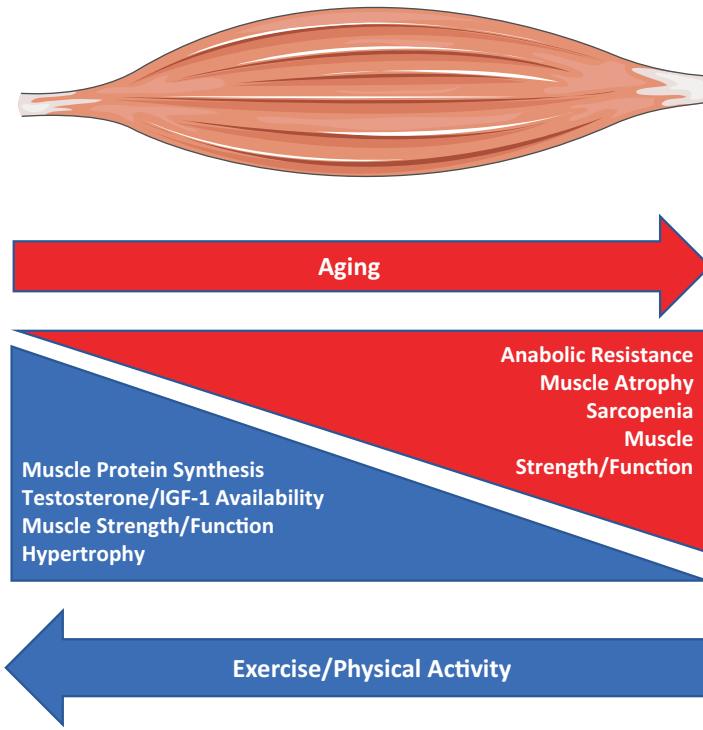 Aging
Anabolic Resistance
Muscle Atrophy
Sarcopenia
Muscle
Strength/Function
Muscle Protein Synthesis
Testosterone/IGF-1 Availability
Muscle Strength/Function
Hypertrophy
Exercise/Physical Activity